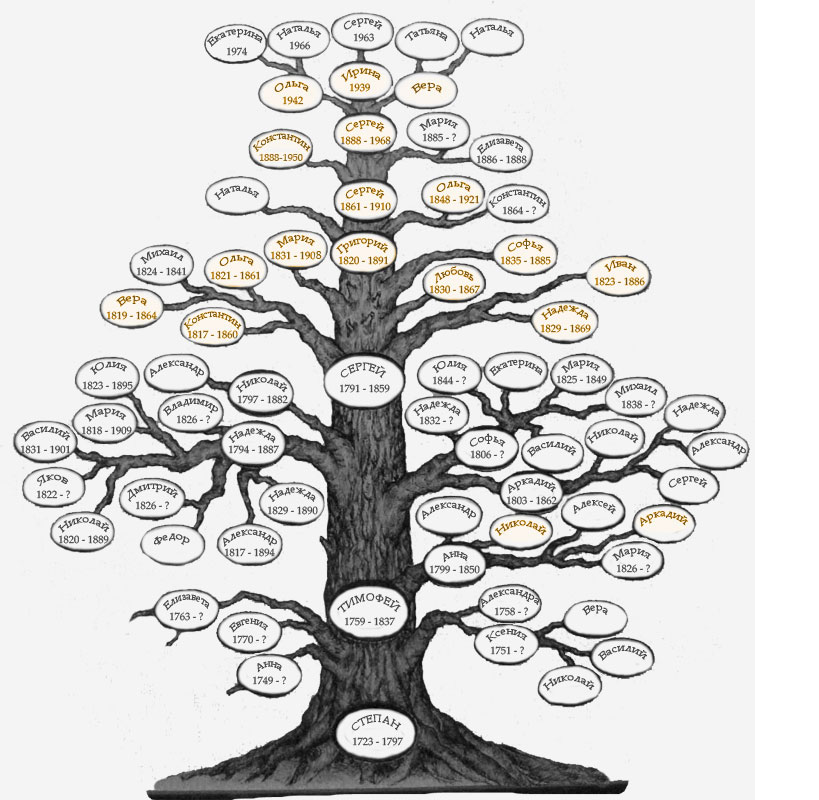 Екатерина
1974
Наталья
1966
Сергей
1963
Татьяна
Наталья
Ольга
1942
Ирина
1939
Вера
Константин
1888-1950
Сергей
1888 - 1968
Мария
1885 - ?
Елизавета
1886 - 1888
Наталья
Сергей
1861 - 1910
Ольга
1848 - 1921
Константин
1864 - ?
Михаил
1824 - 1841
Ольга
1821 - 1861
Мария
1831 - 1908
Григорий
1820 - 1891
Софья
1835 - 1885
Любовь
1830 - 1867
Иван
1823 - 1886
Вера
1819 - 1864
Константин
1817 - 1860
Надежда
1829 - 1869
СЕРГЕЙ
1791 - 1859
Юлия
1823 - 1895
Александр
Николай
1797 - 1882
Юлия
1844 - ?
Екатерина
Мария
1825 - 1849
Михаил
1838 - ?
Мария
1818 - 1909
Владимир
1826 - ?
Надежда
1832 - ?
Надежда
Василий
1831 - 1901
Надежда
1794 - 1887
Софья
1806 - ?
Василий
Николай
Александр
Яков
1822 - ?
Дмитрий
1826 - ?
Надежда
1829 - 1890
Аркадий
1803 - 1862
Сергей
Николай
1820 - 1889
Федор
Александр
1817 - 1894
Александр
Николай
Алексей
Аркадий
Анна
1799 - 1850
Мария
1826 - ?
Елизавета
1763 - ?
ТИМОФЕЙ
1759 - 1837
Александра
1758 - ?
Вера
Евгения
1770 - ?
Ксения
1751 - ?
Василий
Анна
1749 - ?
Николай
СТЕПАН
1723 - 1797